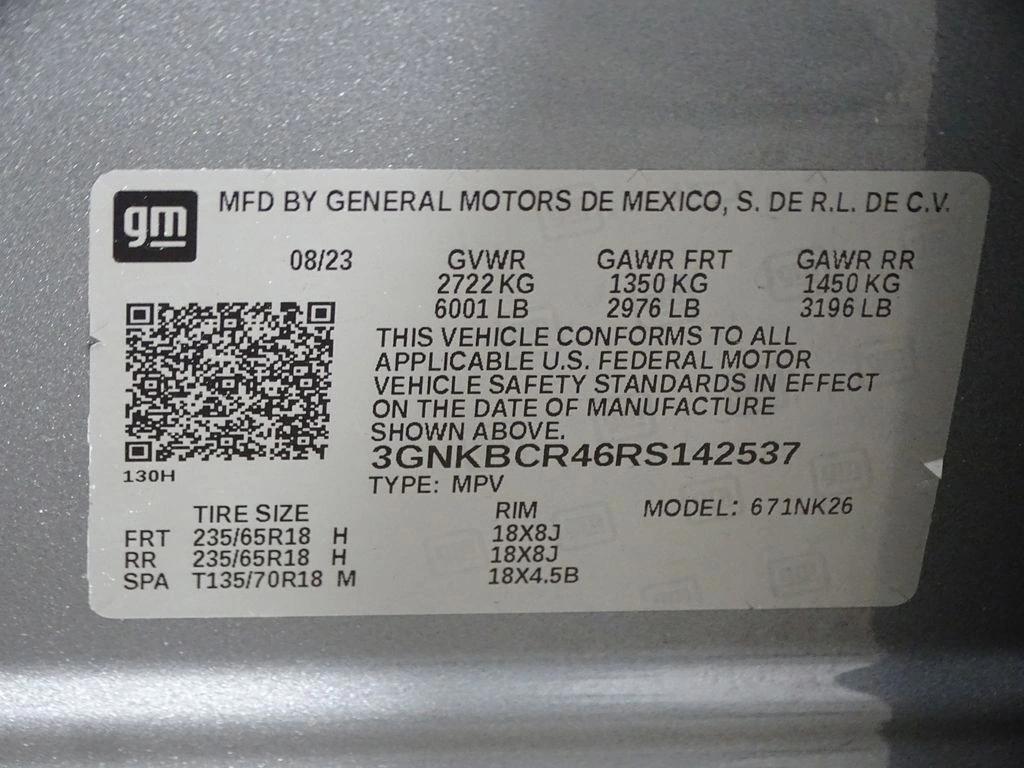 gm MFD BY GENERAL MOTORS DE MEXICO, S. DE R.L. DE C.V.
08/23 GVWR GAWR FRT GAWR RR
2722 KG 1350 KG 1450 KG
6001 LB 2976 LB 3196 LB
THIS VEHICLE CONFORMS TO ALL
APPLICABLE U.S. FEDERAL MOTOR
VEHICLE SAFETY STANDARDS IN EFFECT
ON THE DATE OF MANUFACTURE
SHOWN ABOVE.
3GNKBCR46RS142537
130H
TYPE: MPV
TIRE SIZE RIM MODEL: 671NK26
FRT 235/65R18 H 18X8J
RR 235/65R18 H 18X8J
SPA T135/70R18 M 18X4.5B